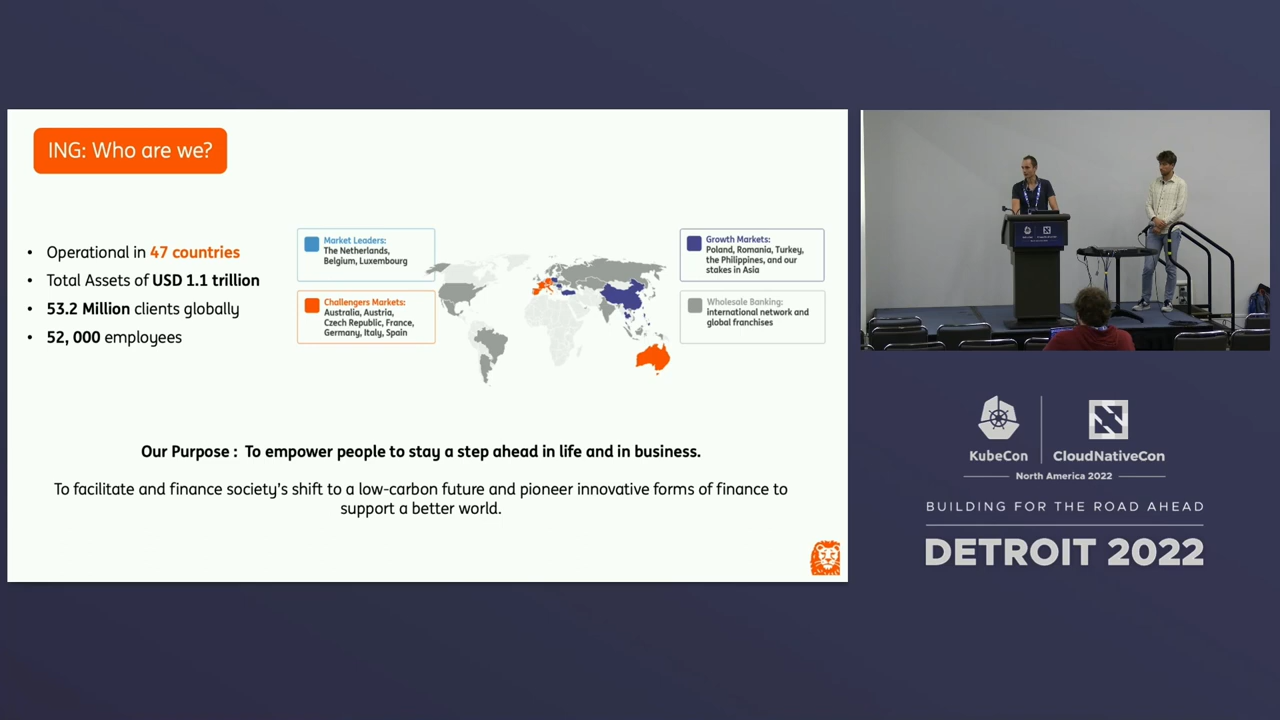 ING: Who are we?
• Operational in 47 countries
• Total Assets of USD 1.1 trillion
• 53.2 Million clients globally
• 52, 000 employees
Market Leaders:
The Netherlands,
Belgium, Luxembourg
Challengers Markets:
Australia, Austria,
Czech Republic, France,
Germany, Italy, Spain
Growth Markets:
Poland, Romania, Turkey,
the Philippines, and our
stakes in Asia
Wholesale Banking:
international network and
global franchises
Our Purpose : To empower people to stay a step ahead in life and in business.
To facilitate and finance society's shift to a low-carbon future and pioneer innovative forms of finance to
support a better world.
KubeCon
CloudNativeCon
North America 2022
BUILDING FOR THE ROAD AHEAD
DETROIT 2022